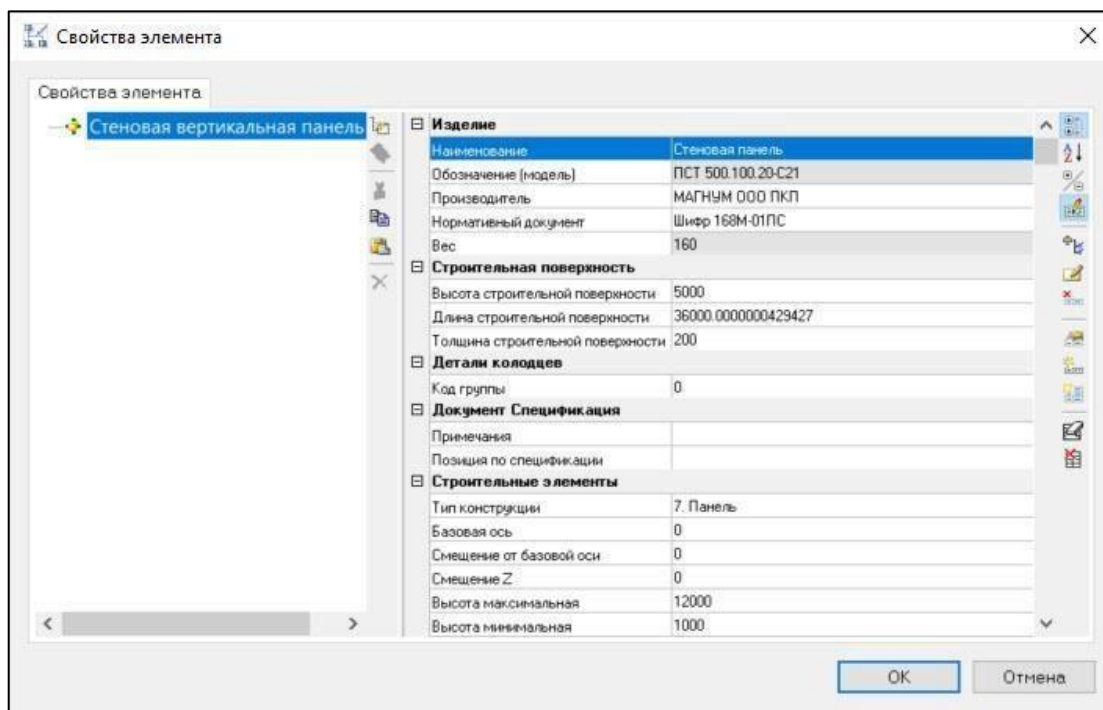 Свойства элемента
Свойства элемента
Стеновая вертикальная панель
Изделие
Наименование Стеновая панель
Обозначение (модель) ПСТ 500.100.20-С21
Производитель МАГНУМ ООО ПКП
Нормативный документ Шифр 168М-01ПС
Вес 160
Строительная поверхность
Высота строительной поверхности 5000
Длина строительной поверхности 36000.0000000429427
Толщина строительной поверхности 200
Детали колодцев
Код группы 0
Документ Спецификация
Примечания
Позиция по спецификации
Строительные элементы
Тип конструкции 7. Панель
Базовая ось 0
Смещение от базовой оси 0
Смещение Z 0
Высота максимальная 12000
Высота минимальная 1000
OK Отмена